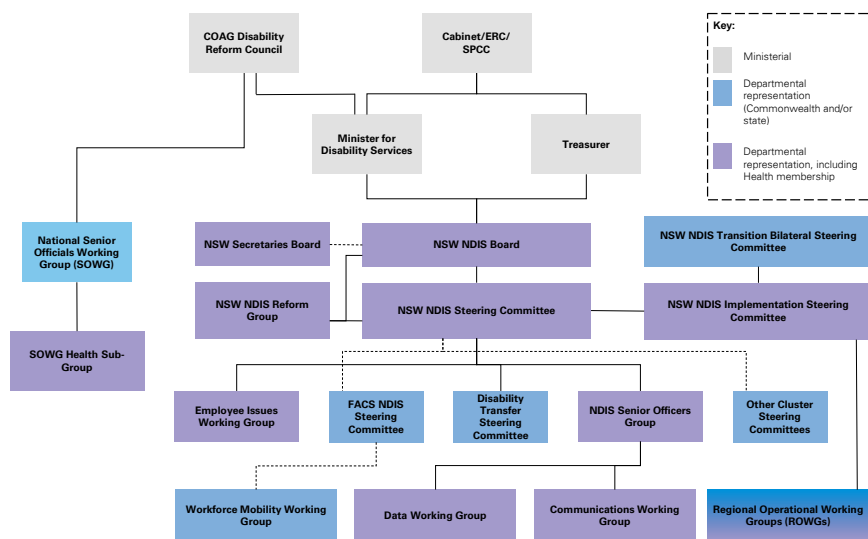 COAG Disability
Reform Council
Cabinet/ERC/
SPCC
Key:
Ministerial
Departmental
representation
(Commonwealth and/or
state)
Departmental
representation, including
Health membership
Minister for
Disability Services
Treasurer
National Senior
Officials Working
Group (SOWG)
NSW Secretaries Board
NSW NDIS Board
NSW NDIS Transition Bilateral Steering
Committee
NSW NDIS Reform
Group
NSW NDIS Steering Committee
NSW NDIS Implementation Steering
Committee
SOWG Health Sub-
Group
Employee Issues
Working Group
FACS NDIS
Steering
Committee
Disability
Transfer
Steering
Committee
NDIS Senior Officers
Group
Other Cluster
Steering
Committees
Workforce Mobility Working
Group
Data Working Group
Communications Working
Group
Regional Operational Working
Groups (ROWGs)